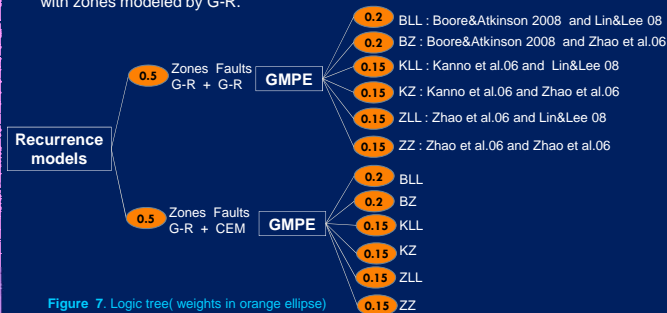 with zones modeled by G-R.
0.2 BLL : Boore&Atkinson 2008 and Lin&Lee 08
0.2 BZ : Boore&Atkinson 2008 and Zhao et al.06
0.15 KLL : Kanno et al.06 and Lin&Lee 08
0.15 KZ : Kanno et al.06 and Zhao et al.06
0.15 ZLL : Zhao et al.06 and Lin&Lee 08
0.15 ZZ : Zhao et al.06 and Zhao et al.06
0.5 Zones Faults
G-R + G-R
GMPE
Recurrence
models
0.5 Zones Faults
G-R + CEM
GMPE
0.2 BLL
0.2 BZ
0.15 KLL
0.15 KZ
0.15 ZLL
0.15 ZZ
Figure 7. Logic tree( weights in orange ellipse)